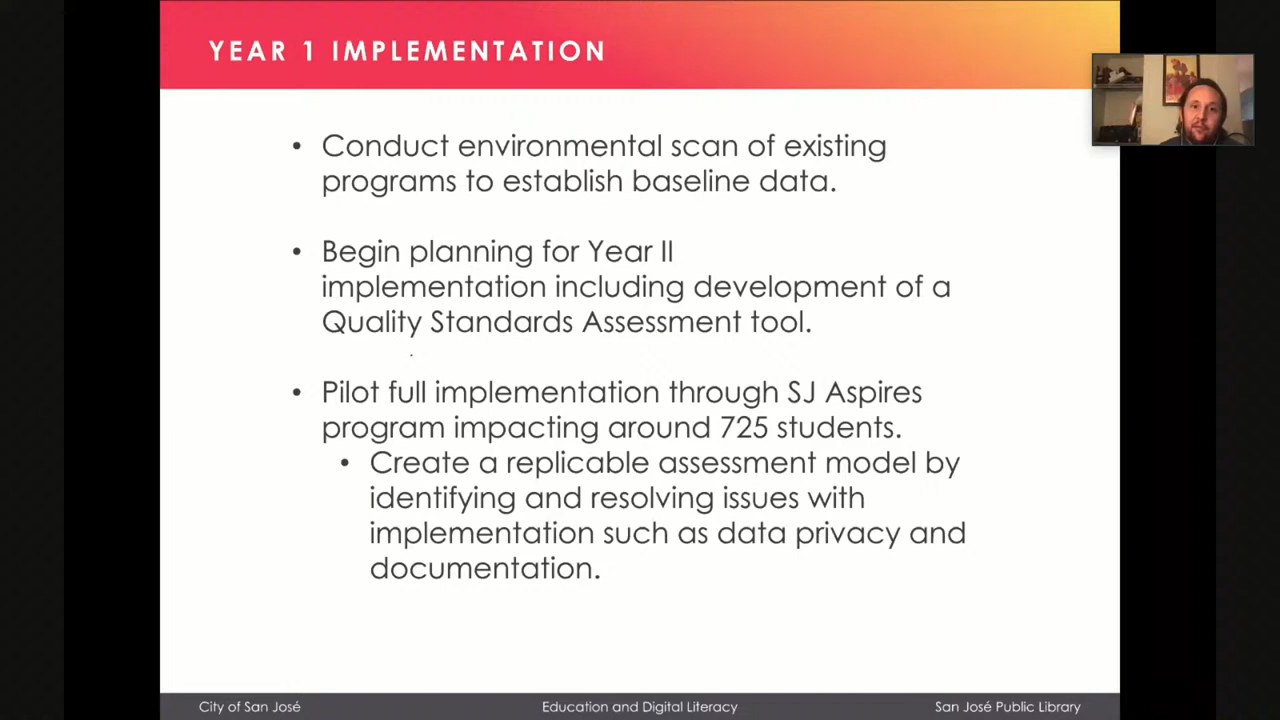 YEAR 1 IMPLEMENTATION
• Conduct environmental scan of existing
programs to establish baseline data.
• Begin planning for Year II
implementation including development of a
Quality Standards Assessment tool.
• Pilot full implementation through SJ Aspires
program impacting around 725 students.
• Create a replicable assessment model by
identifying and resolving issues with
implementation such as data privacy and
documentation.
City of San José
Education and Digital Literacy
San José Public Library